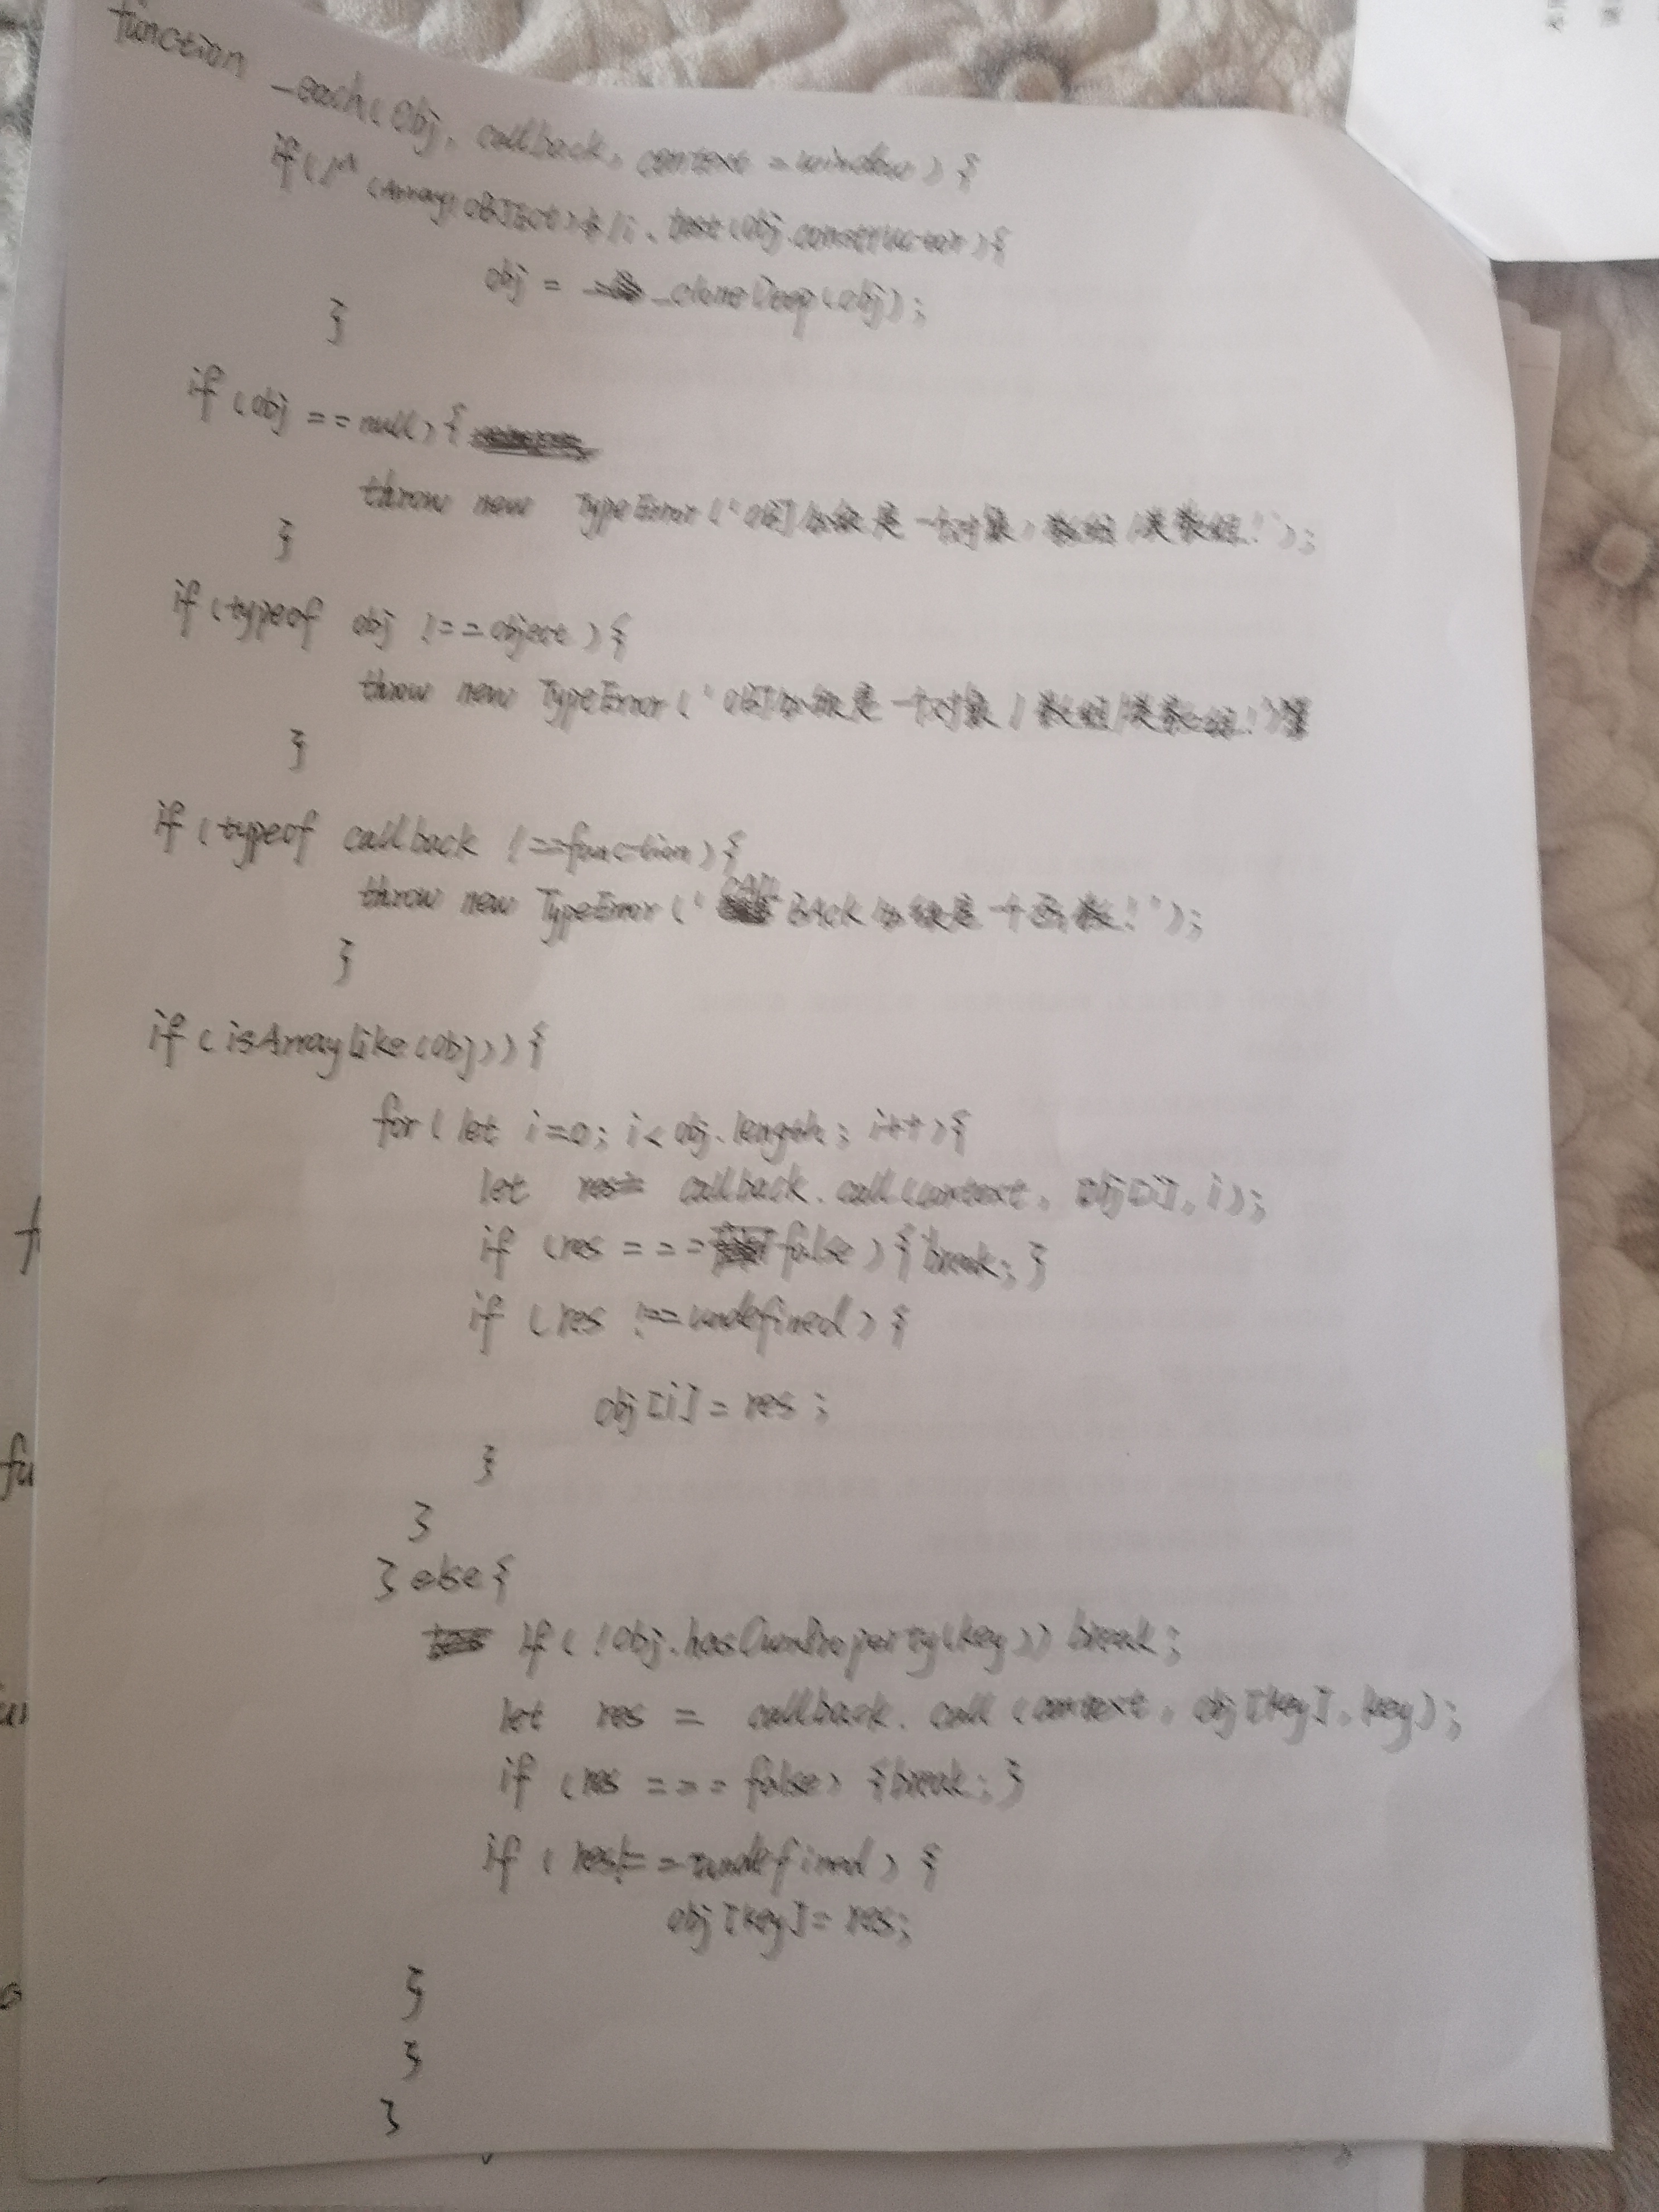 function _each(obj, callback, context = window) {
if(/^(Array|OBJECT)$/i.test(obj.constructor){
obj = _cloneDeep(obj);
}
if (obj == null) {
throw new TypeError('OBJ必须是一个对象/数组/类数组!');
}
if (typeof obj !==object) {
throw new TypeError('OBJ必须是一个对象/数组/类数组!')
}
if (typeof callback !==function) {
throw new TypeError('CALLBACK必须是一个函数!');
}
if (isArraylike(obj)) {
for( let i=0; i< obj.length; i++){
let res= callback.call(context, obj[i], i);
if (res === false) { break; }
if (res !==undefined) {
obj[i] = res;
}
}
} else {
if(!obj.hasOwnProperty(key)) break;
let res = callback.call(context, obj[key], key);
if (res === false) {break; }
if (res!==undefined) {
obj[key]= res;
}
}
}